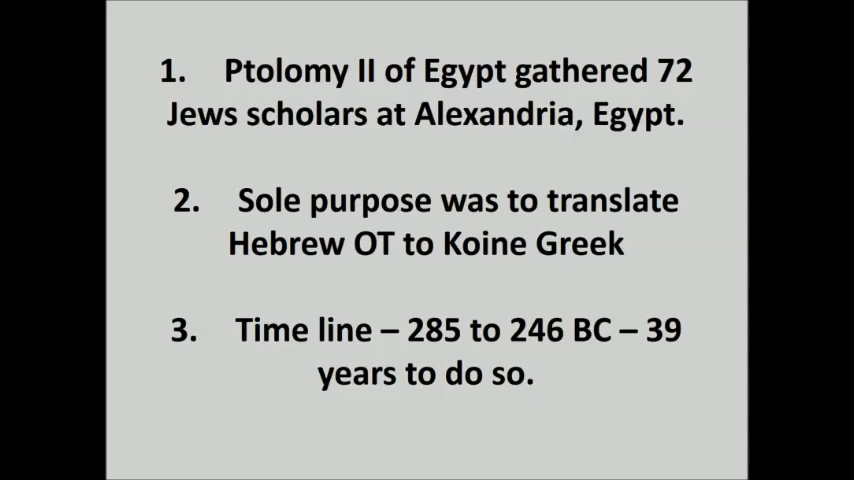 1. Ptolomy II of Egypt gathered 72
Jews scholars at Alexandria, Egypt.
2. Sole purpose was to translate
Hebrew OT to Koine Greek
3. Time line – 285 to 246 BC – 39
years to do so.